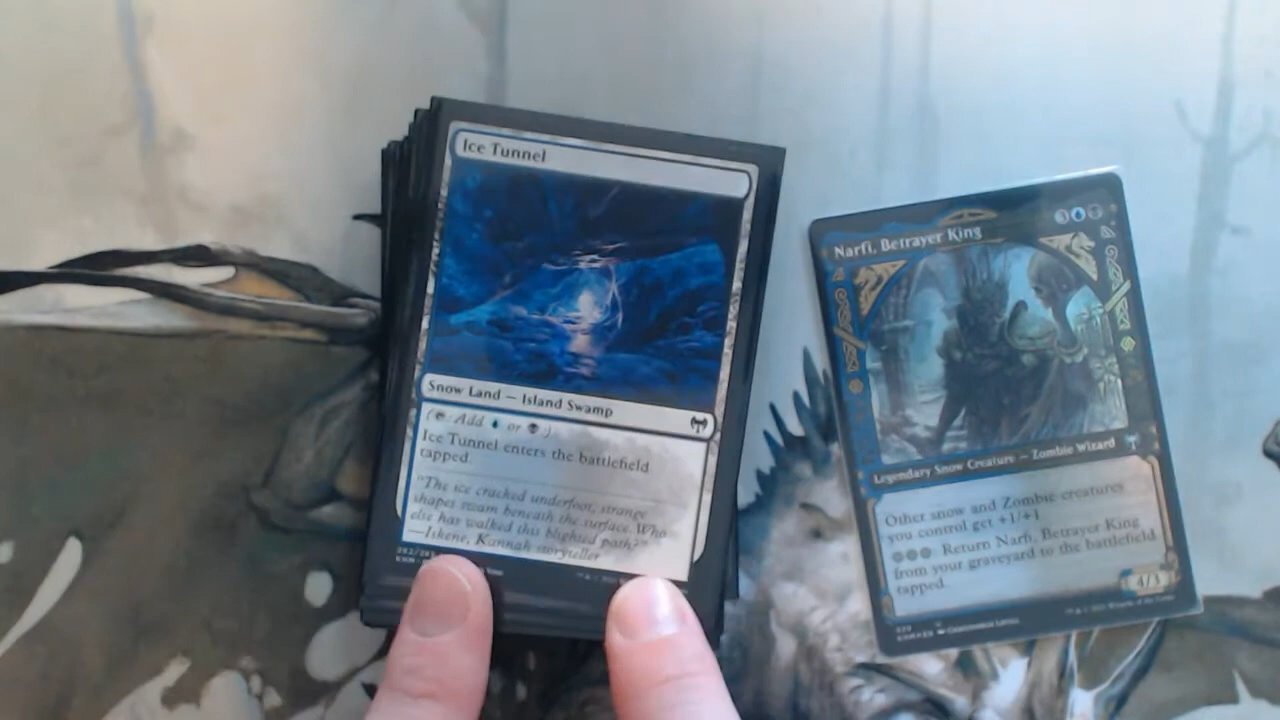 Ice Tunnel
Snow Land — Island Swamp
( : Add or )
Ice Tunnel enters the battlefield
tapped.
"The ice cracked underfoot, strange
shapes swam beneath the surface. Who
else has walked this blighted path?"
—Iskene, Kannah storyteller
Narfi, Betrayer King
3
Legendary Snow Creature — Zombie Wizard
Other snow and Zombie creatures
you control get +1/+1
: Return Narfi, Betrayer King
from your graveyard to the battlefield
tapped.
4/3